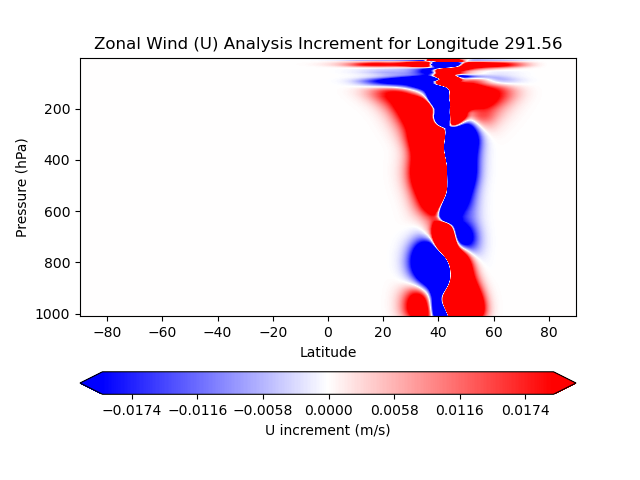 Zonal Wind (U) Analysis Increment for Longitude 291.56
Pressure (hPa)
200
400
600
800
1000
−80 −60 −40 −20 0 20 40 60 80
Latitude
−0.0174 −0.0116 −0.0058 0.0000 0.0058 0.0116 0.0174
U increment (m/s)